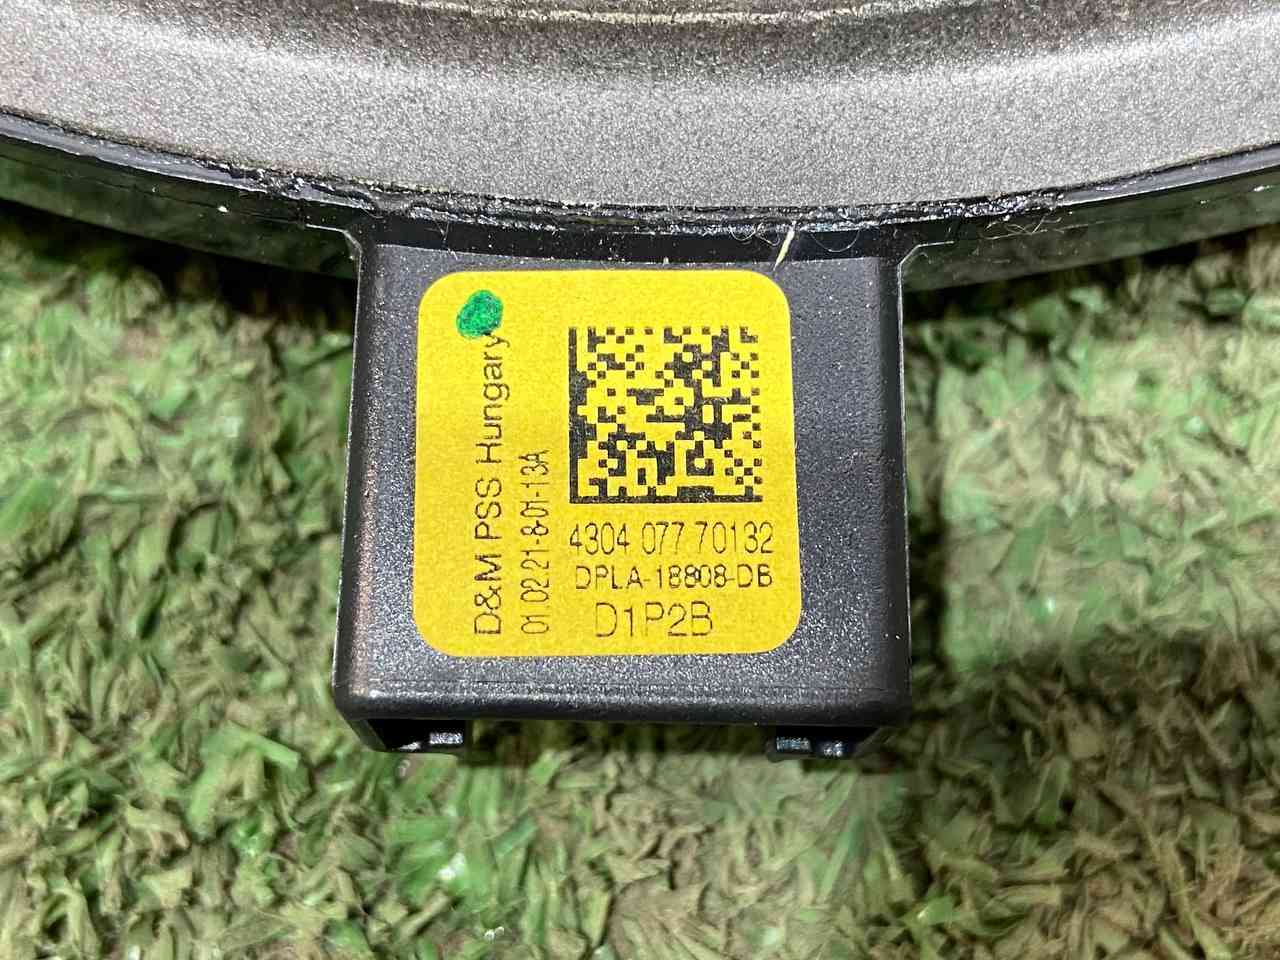 D&M PSS Hungary
01.02.21-8-01-13A
4304 077 70132
DPLA-18808-DB
D1P2B